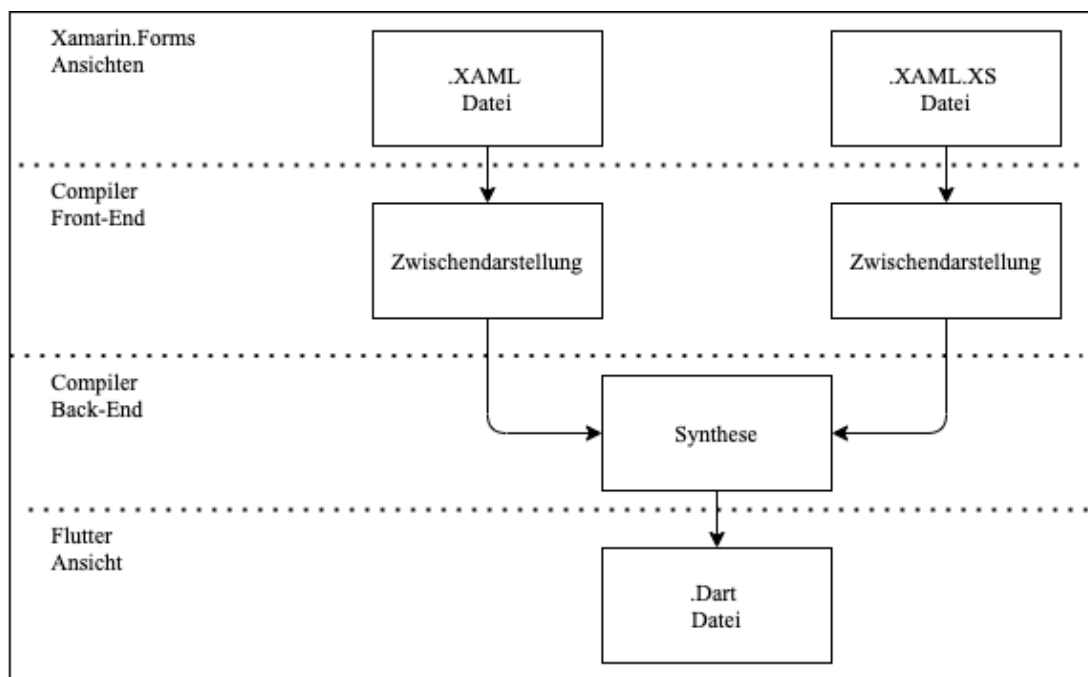 Xamarin.Forms
Ansichten
.XAML
Datei
.XAML.XS
Datei
Compiler
Front-End
Zwischendarstellung
Zwischendarstellung
Compiler
Back-End
Synthese
Flutter
Ansicht
.Dart
Datei